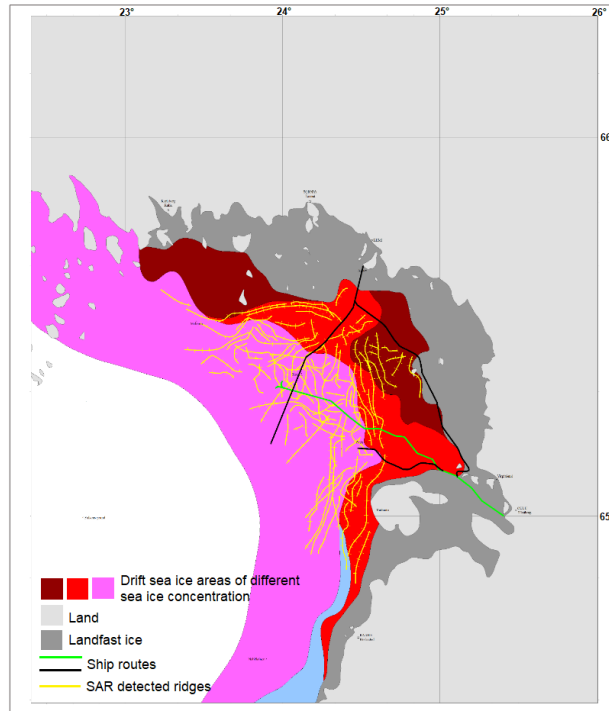 23°
24°
25°
26°
66
65
Drift sea ice areas of different
sea ice concentration
Land
Landfast ice
Ship routes
SAR detected ridges